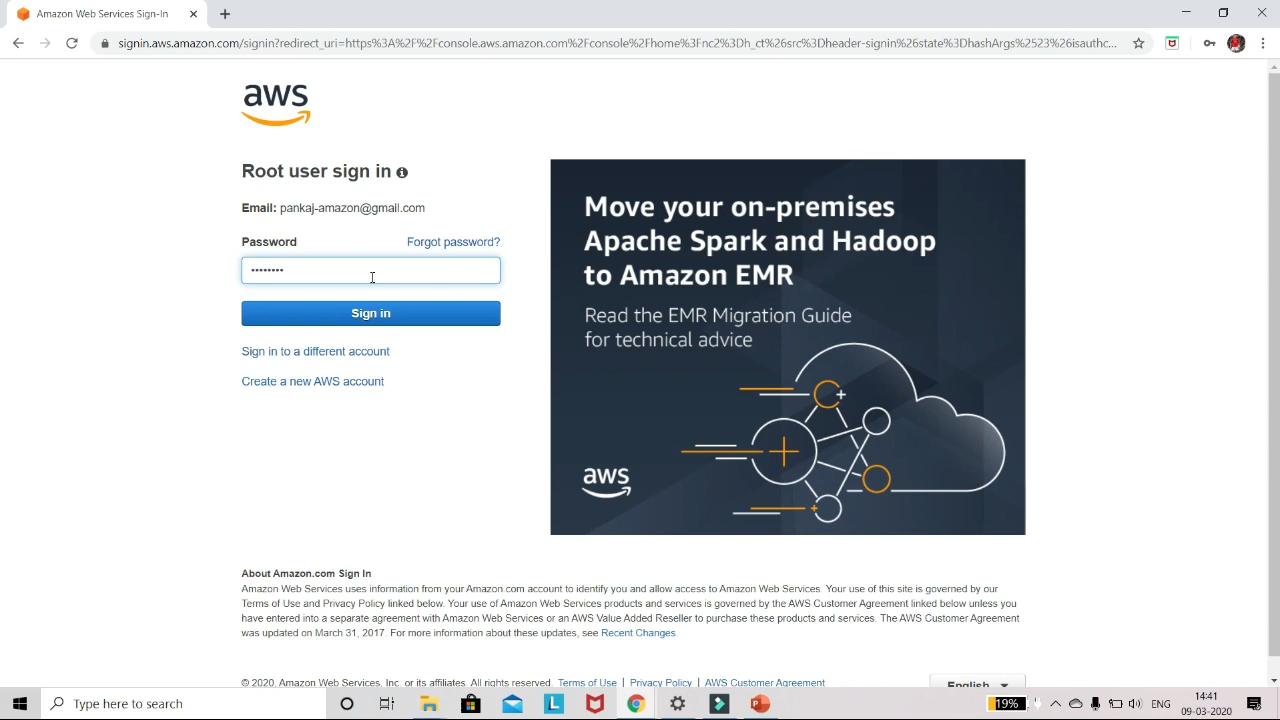 Amazon Web Services Sign-In
signin.aws.amazon.com/signin?redirect_uri=https%3A%2F%2Fconsole.aws.amazon.com%2Fconsole%2Fhome%3Fnc2%3Dh_ct%26src%3Dheader-signin%26state%3DhashArgs%2523%26isauthc...
aws
Root user sign in
Email: pankaj-amazon@gmail.com
Password Forgot password?
••••••••
Sign in
Sign in to a different account
Create a new AWS account
Move your on-premises
Apache Spark and Hadoop
to Amazon EMR
Read the EMR Migration Guide
for technical advice
aws
About Amazon.com Sign In
Amazon Web Services uses information from your Amazon.com account to identify you and allow access to Amazon Web Services. Your use of this site is governed by our
Terms of Use and Privacy Policy linked below. Your use of Amazon Web Services products and services is governed by the AWS Customer Agreement linked below unless you
have entered into a separate agreement with Amazon Web Services or an AWS Value Added Reseller to purchase these products and services. The AWS Customer Agreement
was updated on March 31, 2017. For more information about these updates, see Recent Changes.
© 2020, Amazon Web Services, Inc. or its affiliates. All rights reserved. Terms of Use | Privacy Policy | AWS Customer Agreement
English
Type here to search
19%
ENG
14:41
09-03-2020